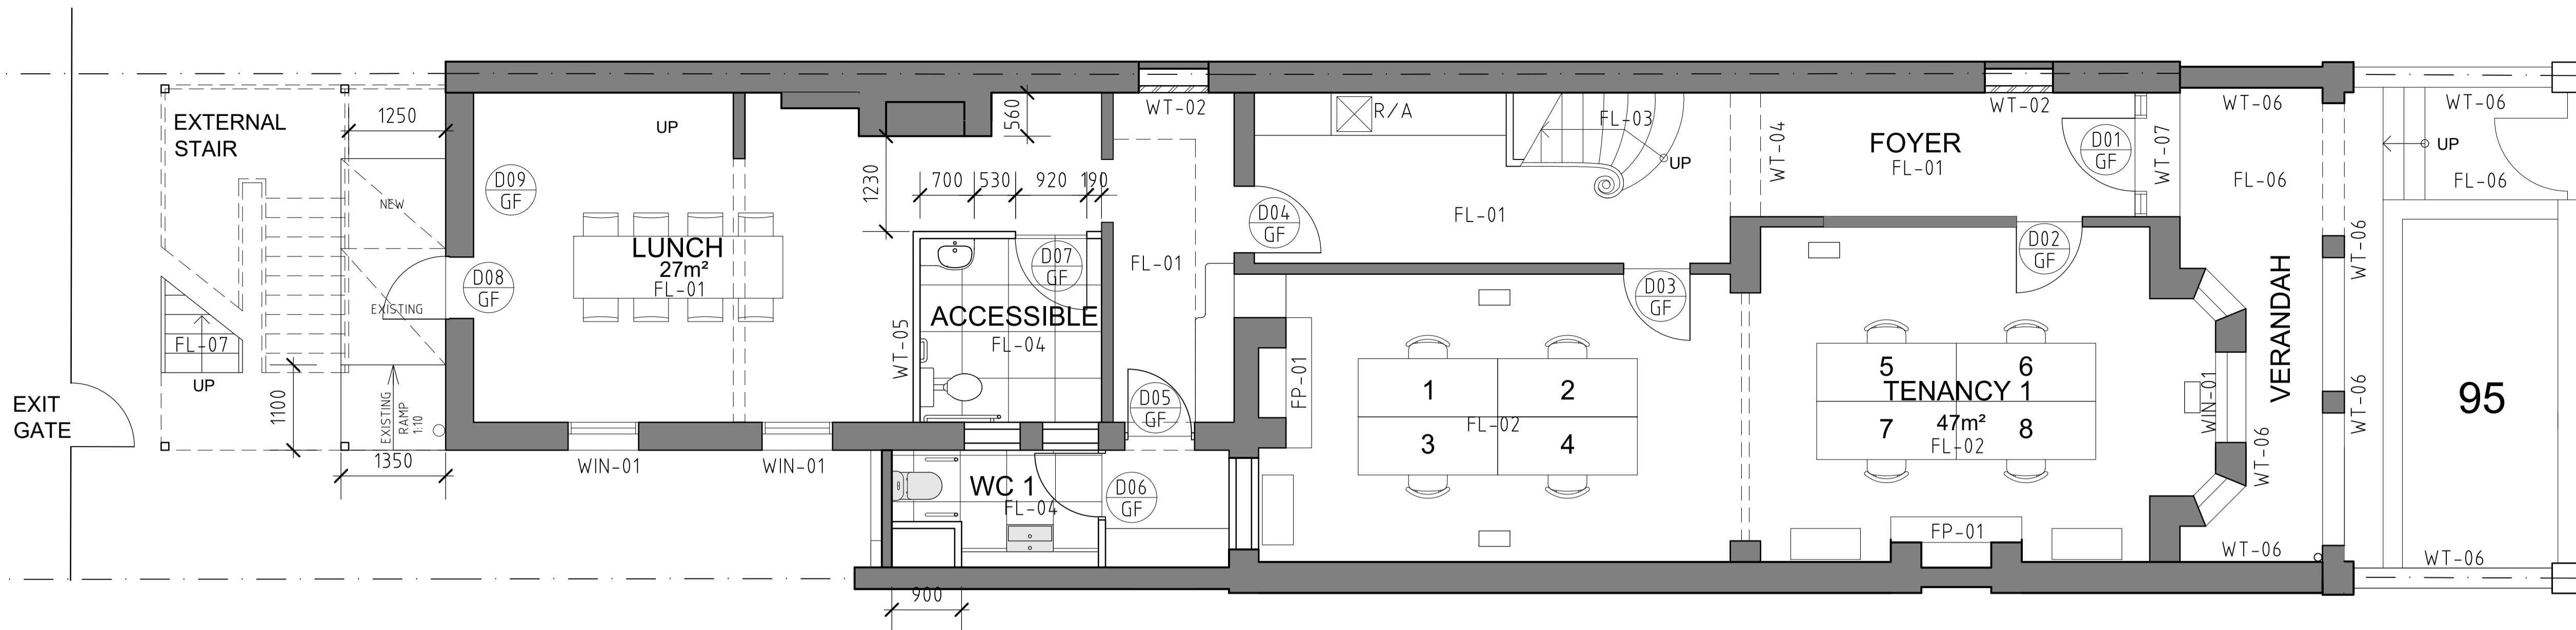 EXIT
GATE
EXTERNAL
STAIR
1250
NEW
EXISTING
FL-07
UP
1100
EXISTING
RAMP
1:10
1350
D09
GF
D08
GF
UP
LUNCH
27m²
FL-01
WIN-01
WIN-01
560
1230
700
530
920
190
D07
GF
ACCESSIBLE
FL-04
WT-05
WC 1
FL-04
900
D06
GF
D05
GF
WT-02
FL-01
D04
GF
R/A
FL-03
UP
FL-01
WT-04
FOYER
FL-01
WT-02
D01
GF
WT-07
D02
GF
D03
GF
FP-01
1
2
3
4
FL-02
5
6
TENANCY 1
47m²
7
8
FL-02
FP-01
WIN-01
VERANDAH
WT-06
FL-06
WT-06
WT-06
WT-06
WT-06
WT-06
UP
FL-06
95
WT-06